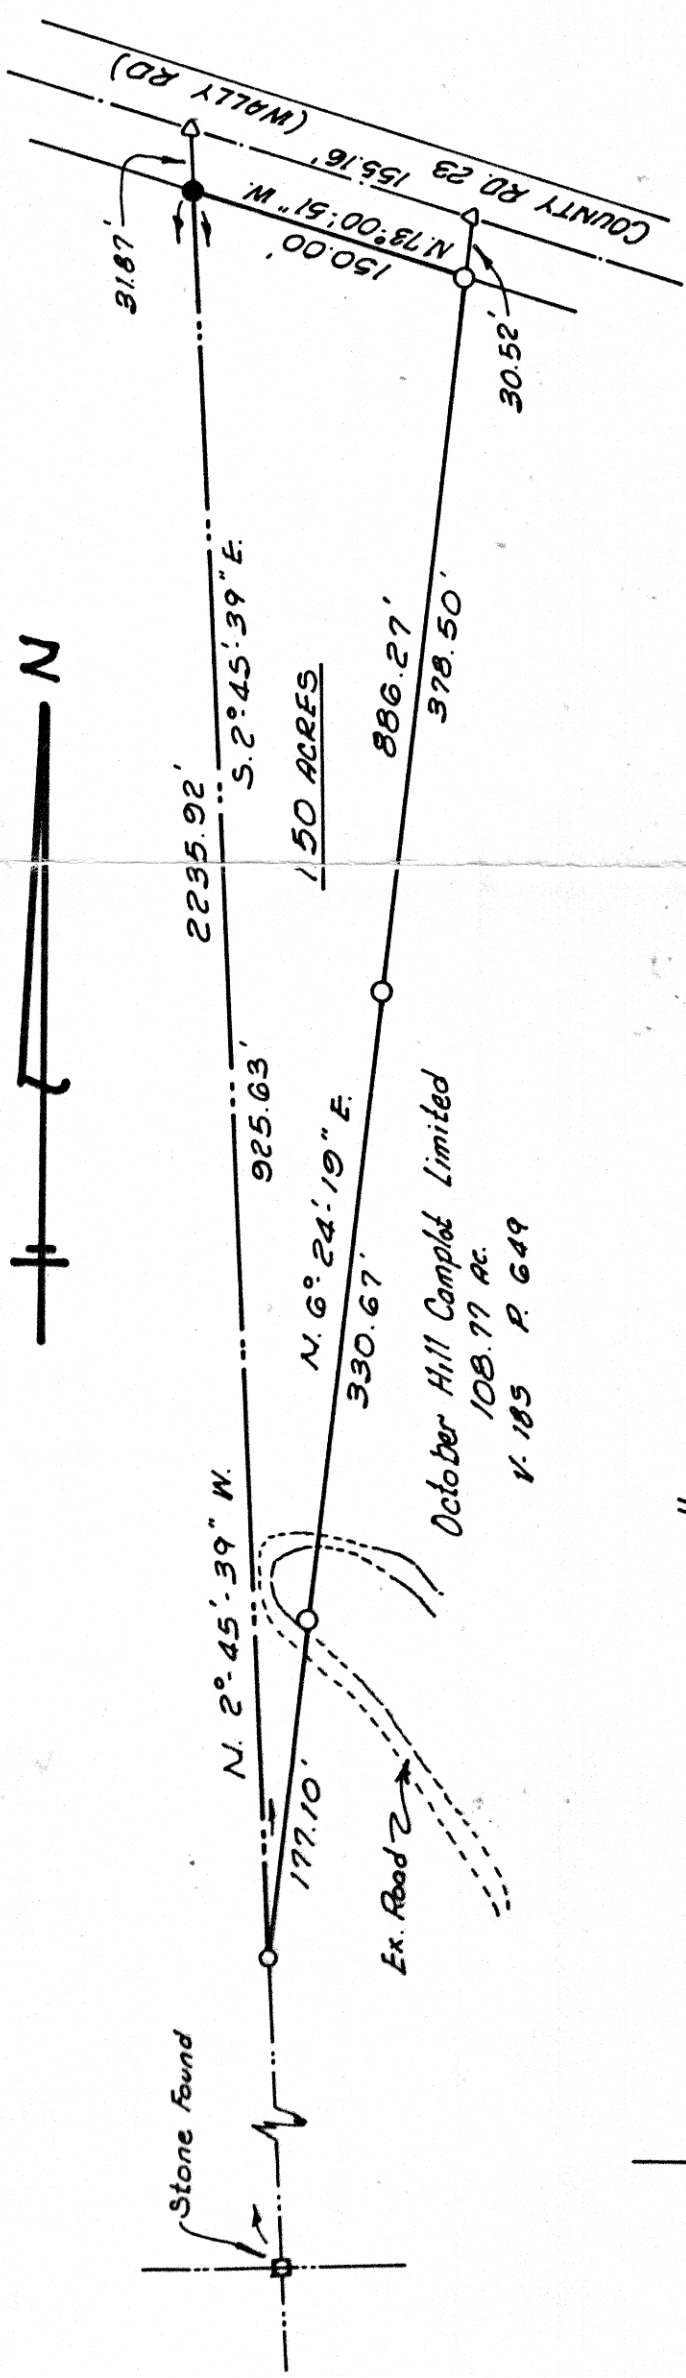 COUNTY RD. 23 (WALLY RD)
155.16'
N. 73°-00'-51" W.
150.00'
31.87'
30.52'
N
2235.92'
S. 2°-45'-39" E.
1.50 ACRES
886.27'
378.50'
925.63'
N. 6°-24'-19" E.
330.67'
October Hill Camplot Limited
108.77 Ac.
V. 185 P. 649
N. 2°-45'-39" W.
177.10'
Ex. Road
Stone Found